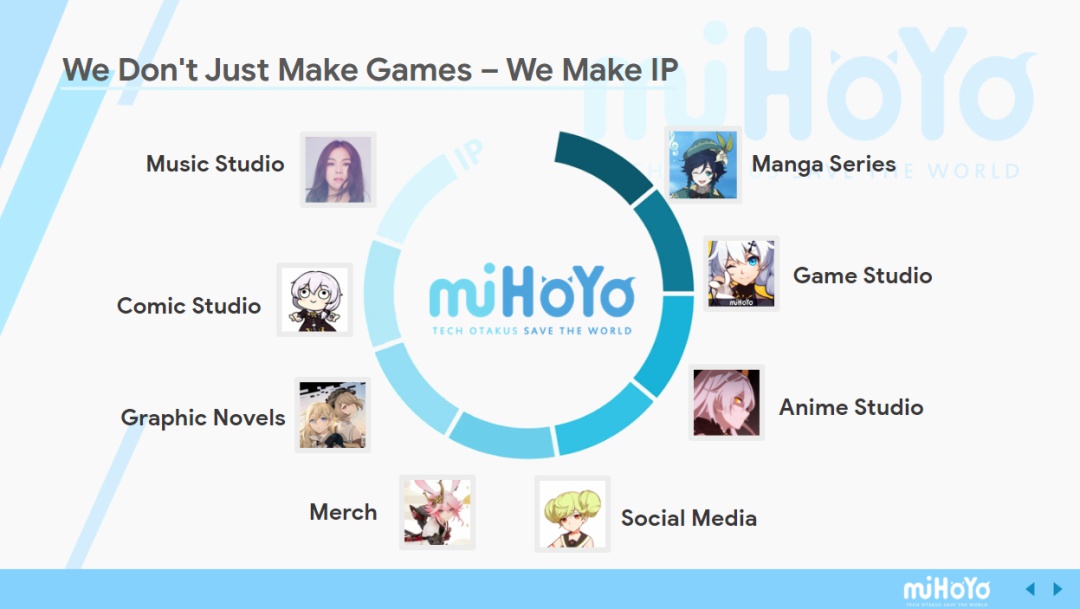 We Don't Just Make Games – We Make IP
miHoYo
TECH OTAKUS SAVE THE WORLD
IP
Music Studio
Manga Series
Comic Studio
Game Studio
miHoYo
miHoYo
TECH OTAKUS SAVE THE WORLD
Graphic Novels
Anime Studio
Merch
Social Media
miHoYo
TECH OTAKUS SAVE THE WORLD